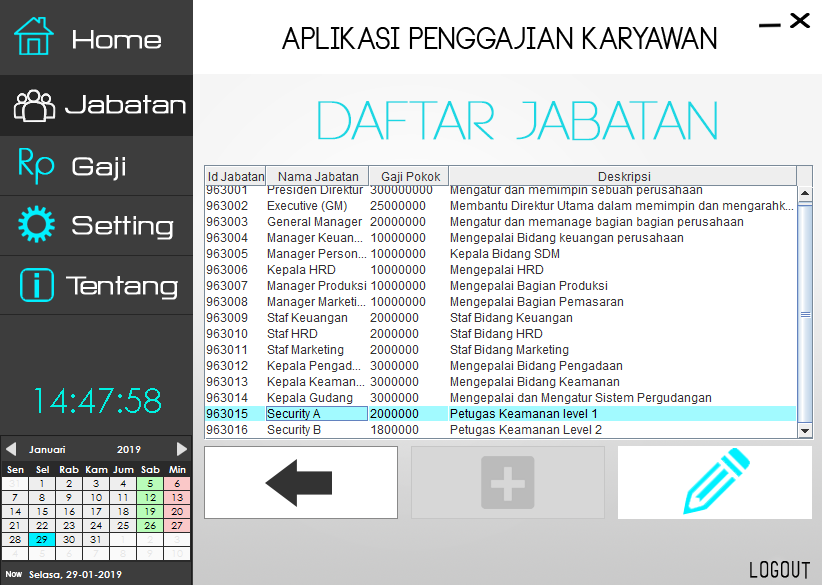 Home
Jabatan
Rp Gaji
Setting
Tentang
14:47:58
Januari 2019
Sen Sel Rab Kam Jum Sab Min
31 1 2 3 4 5 6
7 8 9 10 11 12 13
14 15 16 17 18 19 20
21 22 23 24 25 26 27
28 29 30 31 1 2 3
4 5 6 7 8 9 10
Now Selasa, 29-01-2019
APLIKASI PENGGAJIAN KARYAWAN
DAFTAR JABATAN
Id Jabatan Nama Jabatan Gaji Pokok Deskripsi
963001 Presiden Direktur 300000000 Mengatur dan memimpin sebuah perusahaan
963002 Executive (GM) 25000000 Membantu Direktur Utama dalam memimpin dan mengarahk...
963003 General Manager 20000000 Mengatur dan memanage bagian bagian perusahaan
963004 Manager Keuan... 10000000 Mengepalai Bidang keuangan perusahaan
963005 Manager Person... 10000000 Kepala Bidang SDM
963006 Kepala HRD 10000000 Mengepalai HRD
963007 Manager Produksi 10000000 Mengepalai Bagian Produksi
963008 Manager Marketi... 10000000 Mengepalai Bagian Pemasaran
963009 Staf Keuangan 2000000 Staf Bidang Keuangan
963010 Staf HRD 2000000 Staf Bidang HRD
963011 Staf Marketing 2000000 Staf Bidang Marketing
963012 Kepala Pengad... 3000000 Mengepalai Bidang Pengadaan
963013 Kepala Keaman... 3000000 Mengepalai Bidang Keamanan
963014 Kepala Gudang 3000000 Mengepalai dan Mengatur Sistem Pergudangan
963015 Security A 2000000 Petugas Keamanan level 1
963016 Security B 1800000 Petugas Keamanan Level 2
LOGOUT